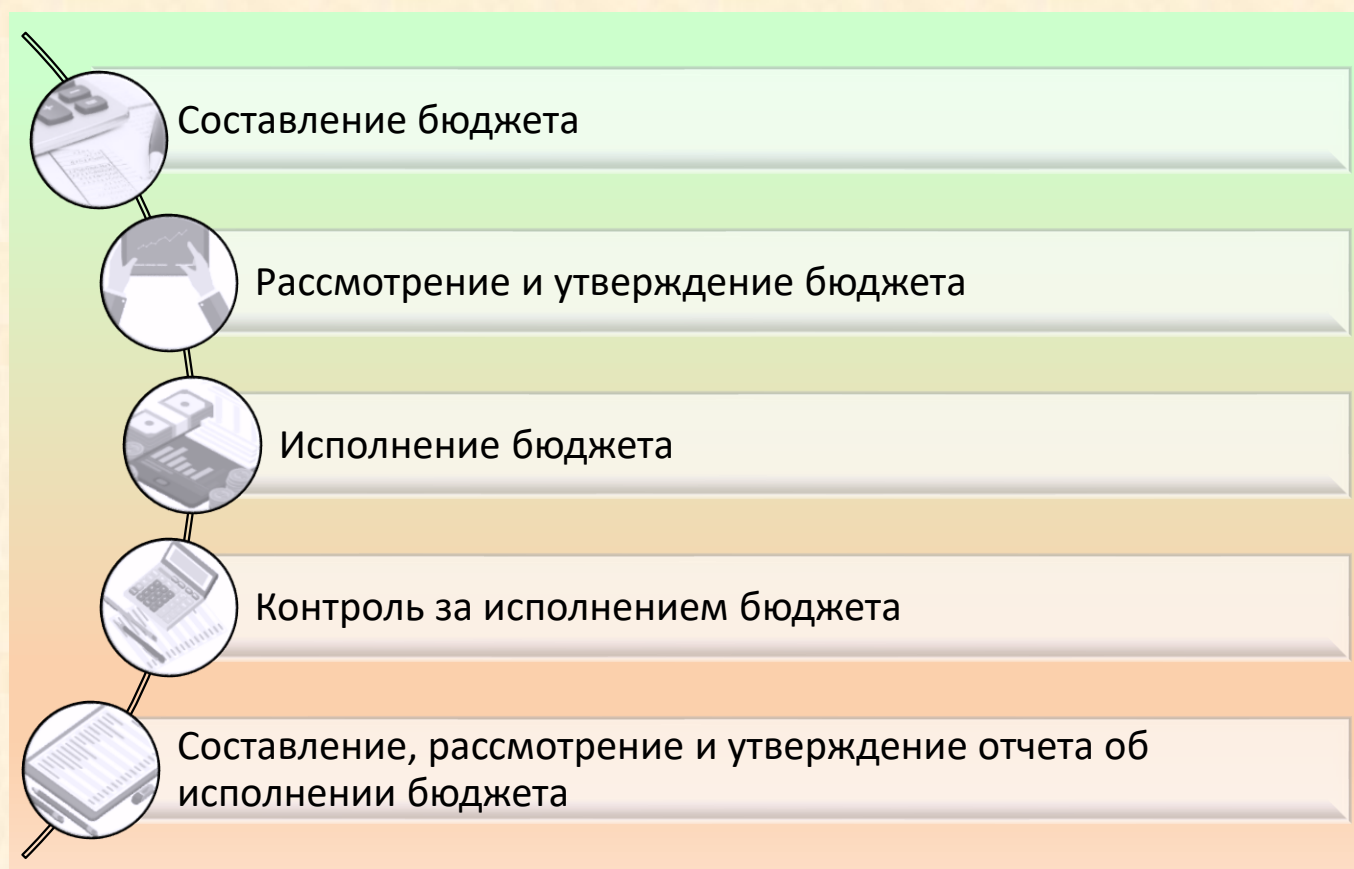 Составление бюджета
Рассмотрение и утверждение бюджета
Исполнение бюджета
Контроль за исполнением бюджета
Составление, рассмотрение и утверждение отчета об
исполнении бюджета